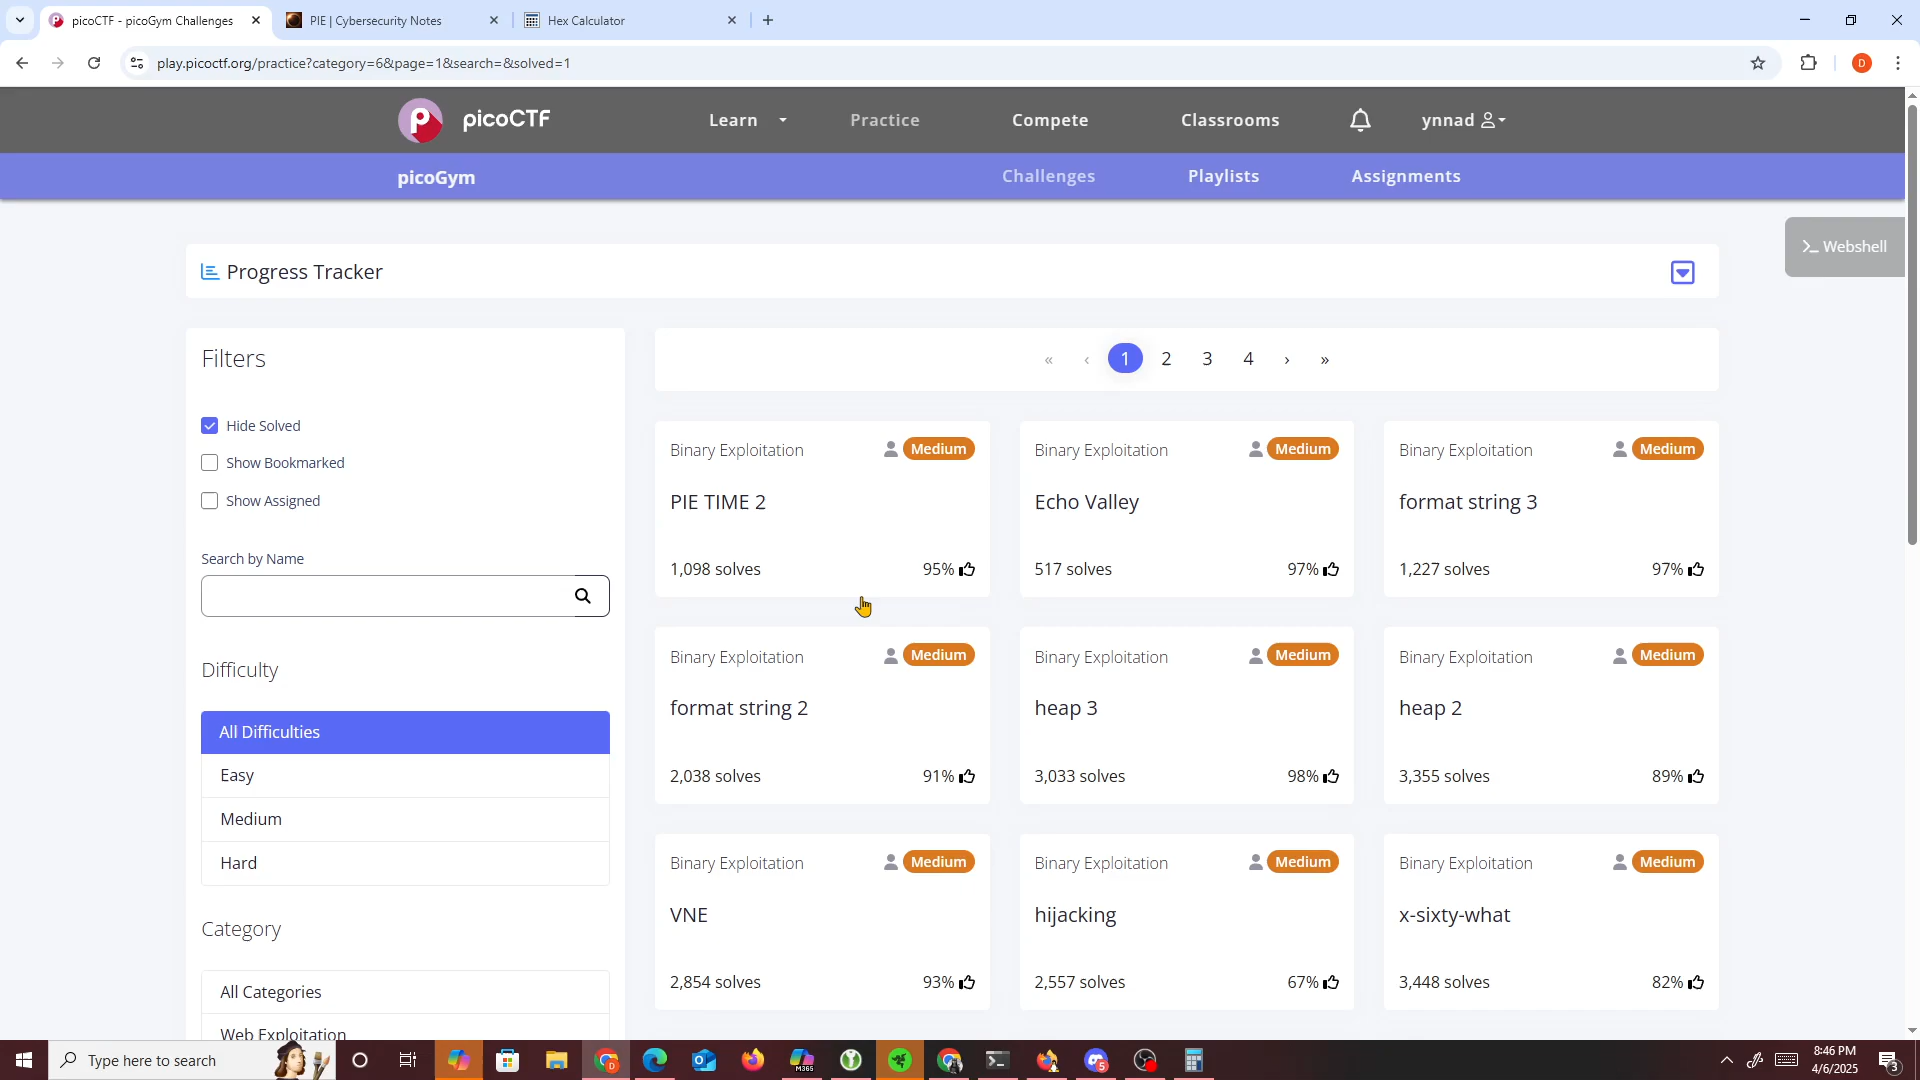 picoCTF - picoGym Challenges
PIE | Cybersecurity Notes
Hex Calculator
play.picoctf.org/practice?category=6&page=1&search=&solved=1
D
picoCTF
Learn
Practice
Compete
Classrooms
ynnad
picoGym
Challenges
Playlists
Assignments
>_ Webshell
Progress Tracker
Filters
Hide Solved
Show Bookmarked
Show Assigned
Search by Name
Difficulty
All Difficulties
Easy
Medium
Hard
Category
All Categories
Web Exploitation
« ‹ 1 2 3 4 › »
Binary Exploitation Medium
PIE TIME 2
1,098 solves 95%
Binary Exploitation Medium
Echo Valley
517 solves 97%
Binary Exploitation Medium
format string 3
1,227 solves 97%
Binary Exploitation Medium
format string 2
2,038 solves 91%
Binary Exploitation Medium
heap 3
3,033 solves 98%
Binary Exploitation Medium
heap 2
3,355 solves 89%
Binary Exploitation Medium
VNE
2,854 solves 93%
Binary Exploitation Medium
hijacking
2,557 solves 67%
Binary Exploitation Medium
x-sixty-what
3,448 solves 82%
Type here to search
M365
D
5
8:46 PM
4/6/2025
3